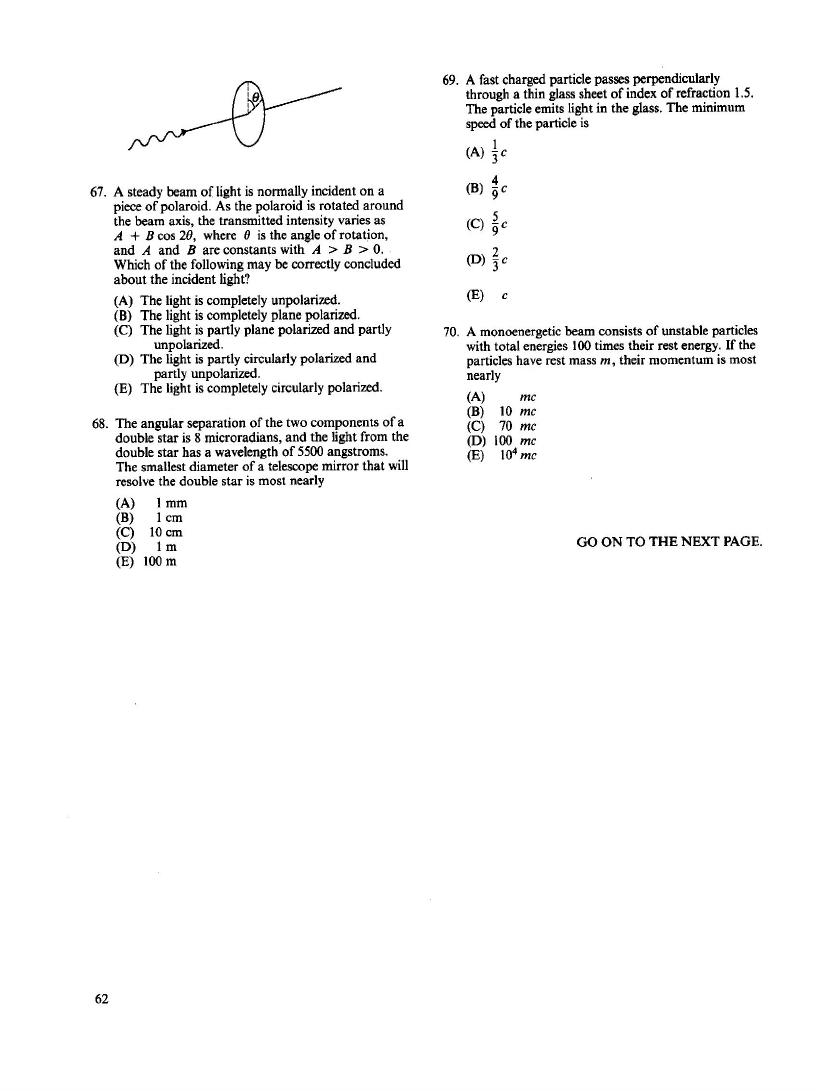 θ
67. A steady beam of light is normally incident on a
piece of polaroid. As the polaroid is rotated around
the beam axis, the transmitted intensity varies as
A + B cos 2θ, where θ is the angle of rotation,
and A and B are constants with A > B > 0.
Which of the following may be correctly concluded
about the incident light?
(A) The light is completely unpolarized.
(B) The light is completely plane polarized.
(C) The light is partly plane polarized and partly
unpolarized.
(D) The light is partly circularly polarized and
partly unpolarized.
(E) The light is completely circularly polarized.
68. The angular separation of the two components of a
double star is 8 microradians, and the light from the
double star has a wavelength of 5500 angstroms.
The smallest diameter of a telescope mirror that will
resolve the double star is most nearly
(A) 1 mm
(B) 1 cm
(C) 10 cm
(D) 1 m
(E) 100 m
69. A fast charged particle passes perpendicularly
through a thin glass sheet of index of refraction 1.5.
The particle emits light in the glass. The minimum
speed of the particle is
(A) 1/3 c
(B) 4/9 c
(C) 5/9 c
(D) 2/3 c
(E) c
70. A monoenergetic beam consists of unstable particles
with total energies 100 times their rest energy. If the
particles have rest mass m, their momentum is most
nearly
(A) mc
(B) 10 mc
(C) 70 mc
(D) 100 mc
(E) 10⁴ mc
GO ON TO THE NEXT PAGE.
62